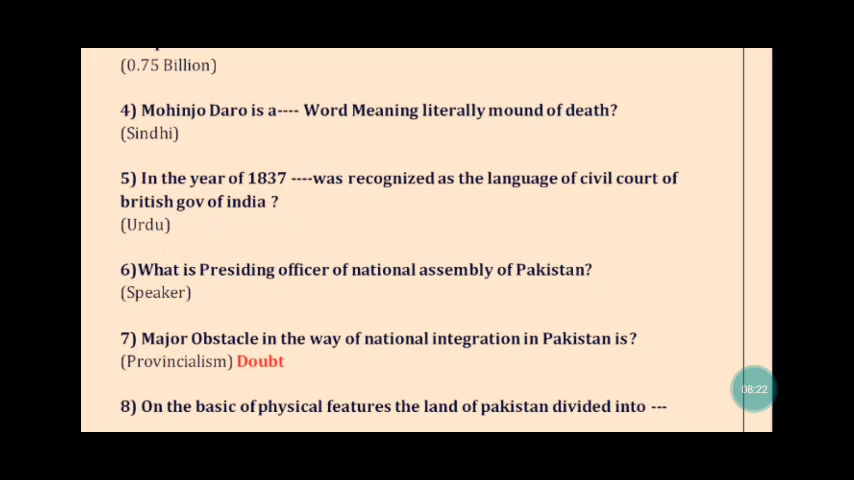 (0.75 Billion)
4) Mohinjo Daro is a---- Word Meaning literally mound of death?
(Sindhi)
5) In the year of 1837 ----was recognized as the language of civil court of
british gov of india ?
(Urdu)
6)What is Presiding officer of national assembly of Pakistan?
(Speaker)
7) Major Obstacle in the way of national integration in Pakistan is?
(Provincialism) Doubt
08:22
8) On the basic of physical features the land of pakistan divided into ---